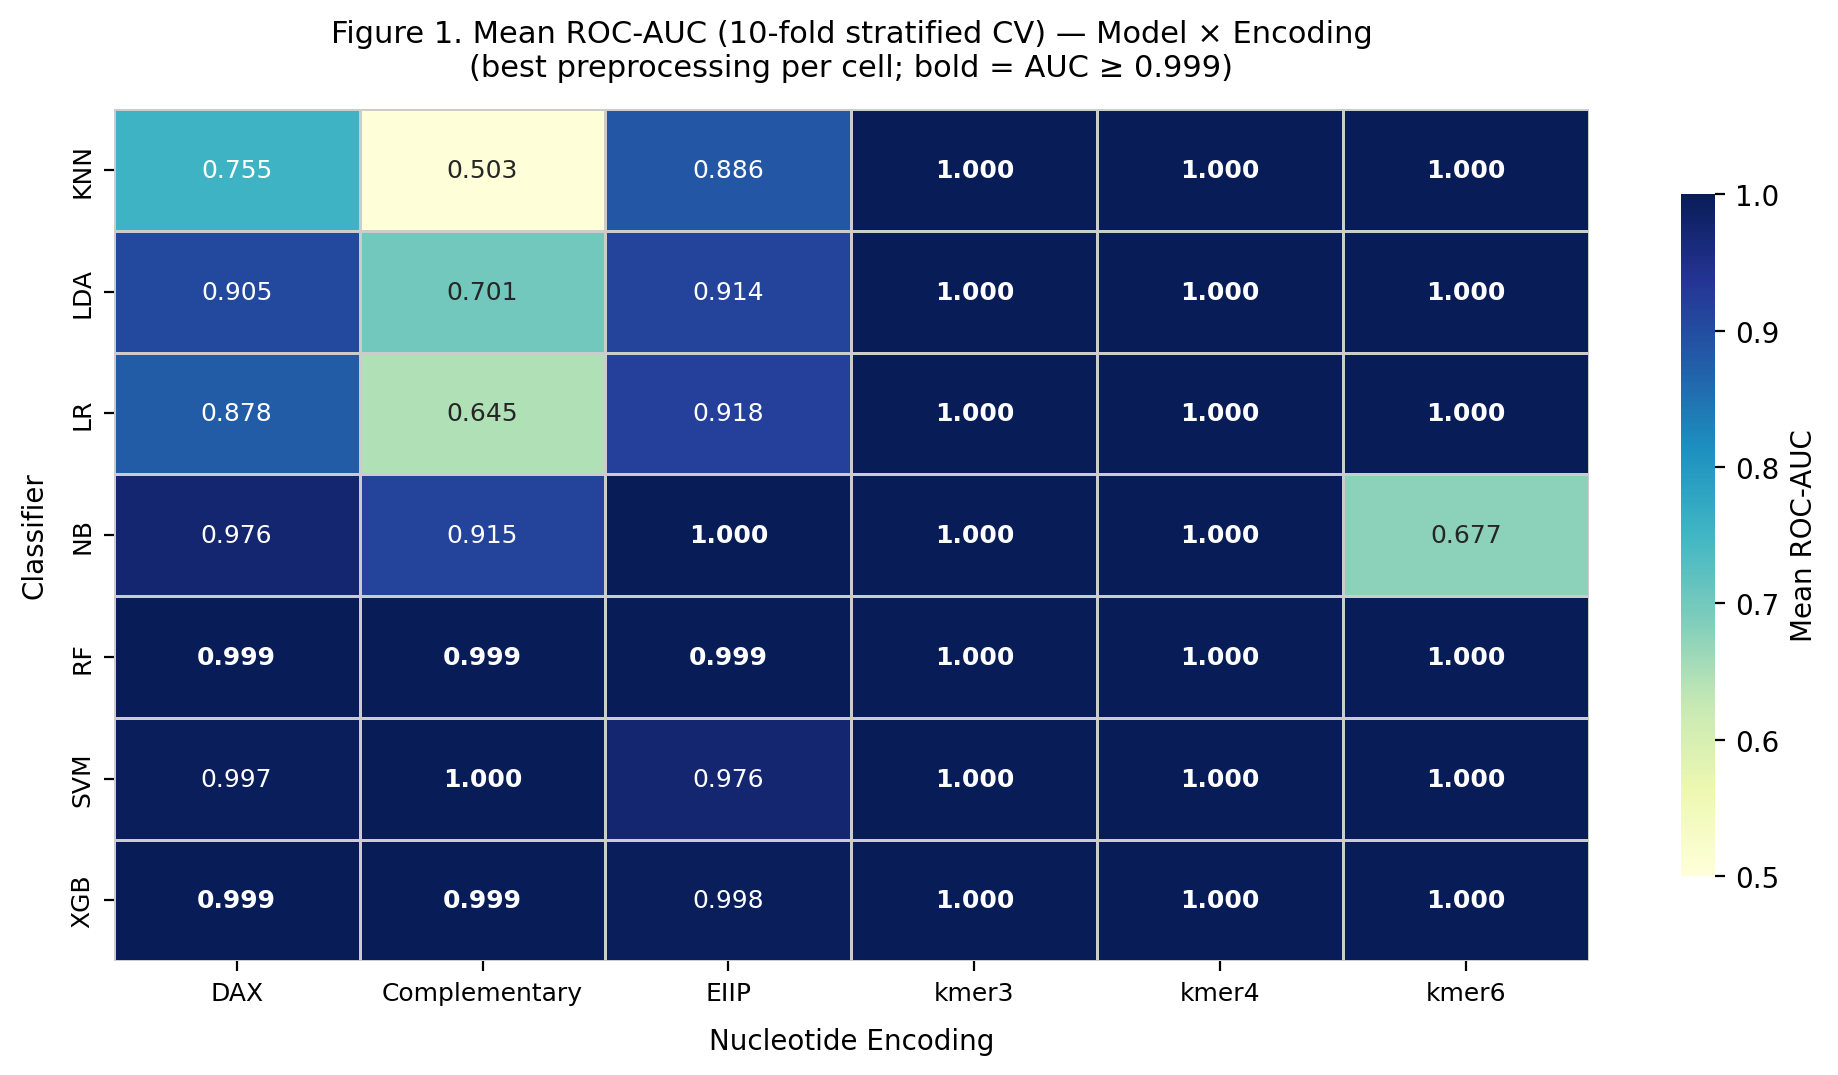 Figure 1. Mean ROC-AUC (10-fold stratified CV) — Model × Encoding
(best preprocessing per cell; bold = AUC ≥ 0.999)
Classifier
KNN 0.755 0.503 0.886 1.000 1.000 1.000
LDA 0.905 0.701 0.914 1.000 1.000 1.000
LR 0.878 0.645 0.918 1.000 1.000 1.000
NB 0.976 0.915 1.000 1.000 1.000 0.677
RF 0.999 0.999 0.999 1.000 1.000 1.000
SVM 0.997 1.000 0.976 1.000 1.000 1.000
XGB 0.999 0.999 0.998 1.000 1.000 1.000
DAX Complementary EIIP kmer3 kmer4 kmer6
Nucleotide Encoding
1.0
0.9
0.8
0.7
0.6
0.5
Mean ROC-AUC